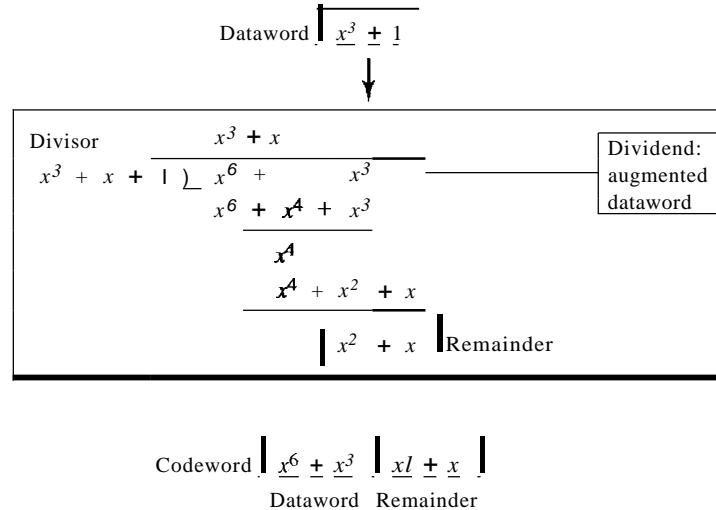 Dataword x³ + 1
x³ + x
Divisor
x³ + x + 1 ) x⁶ + x³
Dividend:
augmented
dataword
x⁶ + x⁴ + x³
x⁴
x⁴ + x² + x
x² + x Remainder
Codeword x⁶ + x³ xl + x
Dataword Remainder